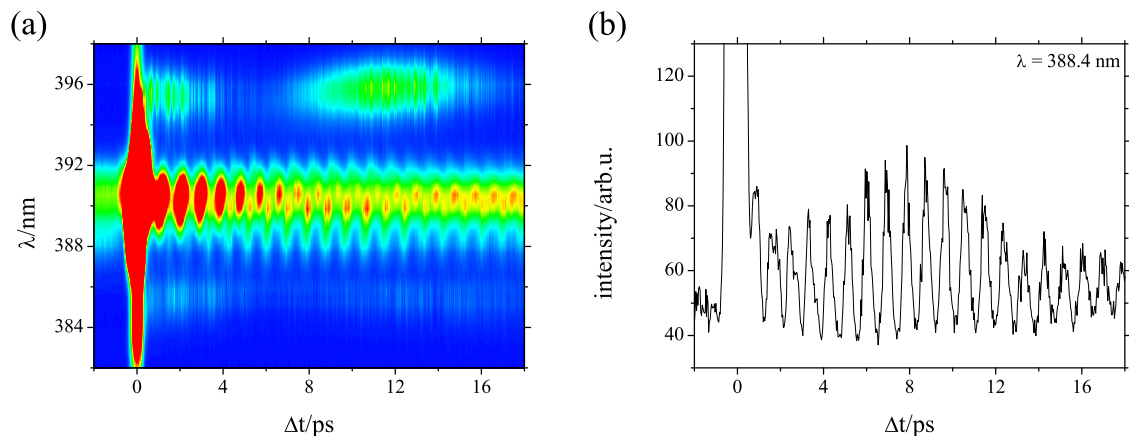 (a)
(b)
λ = 388.4 nm
396
392
388
384
λ/nm
0
4
8
12
16
Δt/ps
120
100
80
60
40
intensity/arb.u.
0
4
8
12
16
Δt/ps